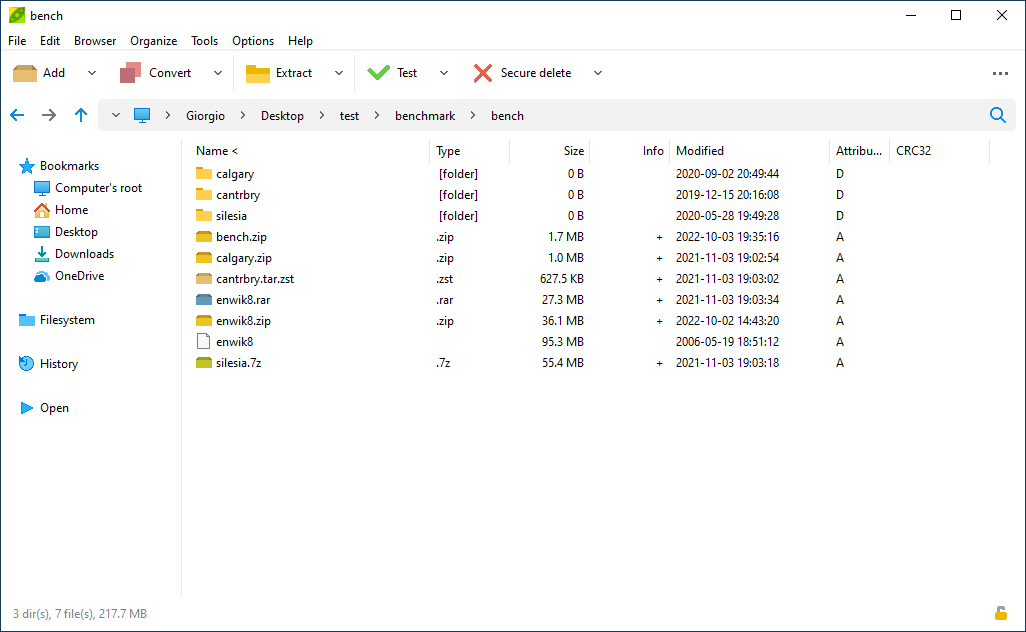 bench
File Edit Browser Organize Tools Options Help
Add Convert Extract Test Secure delete
Giorgio Desktop test benchmark bench
Bookmarks
Computer's root
Home
Desktop
Downloads
OneDrive
Filesystem
History
Open
Name < Type Size Info Modified Attribu... CRC32
calgary [folder] 0 B 2020-09-02 20:49:44 D
cantrbry [folder] 0 B 2019-12-15 20:16:08 D
silesia [folder] 0 B 2020-05-28 19:49:28 D
bench.zip .zip 1.7 MB + 2022-10-03 19:35:16 A
calgary.zip .zip 1.0 MB + 2021-11-03 19:02:54 A
cantrbry.tar.zst .zst 627.5 KB + 2021-11-03 19:03:02 A
enwik8.rar .rar 27.3 MB + 2021-11-03 19:03:34 A
enwik8.zip .zip 36.1 MB + 2022-10-02 14:43:20 A
enwik8 95.3 MB 2006-05-19 18:51:12 A
silesia.7z .7z 55.4 MB + 2021-11-03 19:03:18 A
3 dir(s), 7 file(s), 217.7 MB